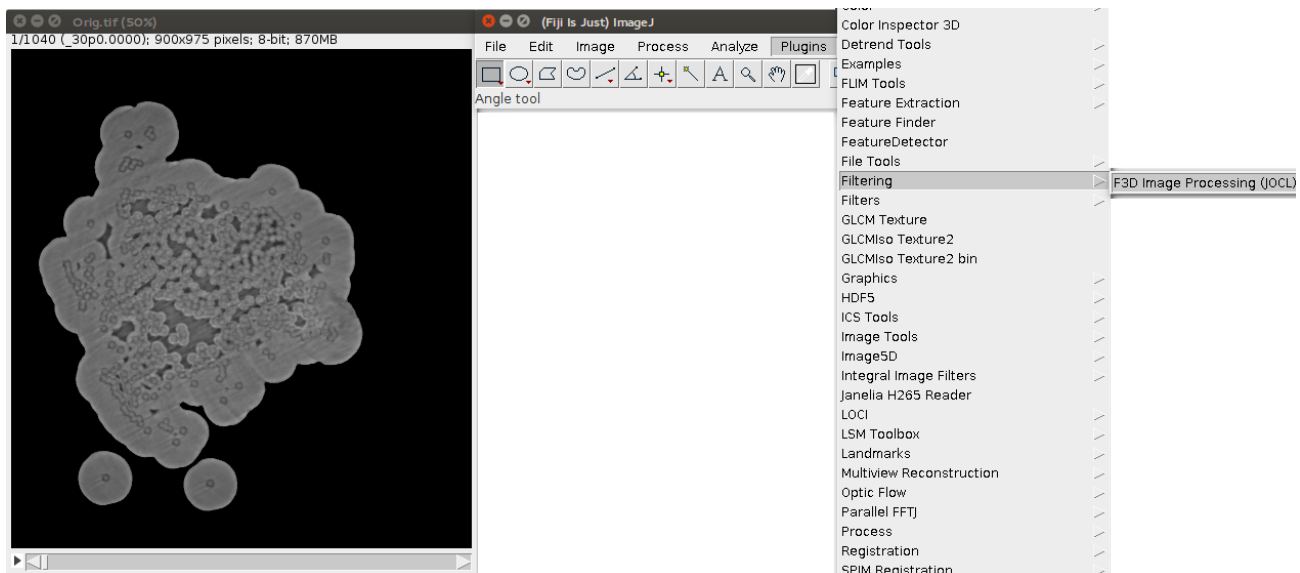 Orig.tif (50%)
1/1040 (_30p0.0000); 900x975 pixels; 8-bit; 870MB
(Fiji Is Just) ImageJ
File Edit Image Process Analyze Plugins
A
Angle tool
Color
Color Inspector 3D
Detrend Tools
Examples
FLIM Tools
Feature Extraction
Feature Finder
FeatureDetector
File Tools
Filtering
F3D Image Processing (JOCL)
Filters
GLCM Texture
GLCMIso Texture2
GLCMIso Texture2 bin
Graphics
HDF5
ICS Tools
Image Tools
Image5D
Integral Image Filters
Janelia H265 Reader
LOCI
LSM Toolbox
Landmarks
Multiview Reconstruction
Optic Flow
Parallel FFTJ
Process
Registration
SPIM Registration